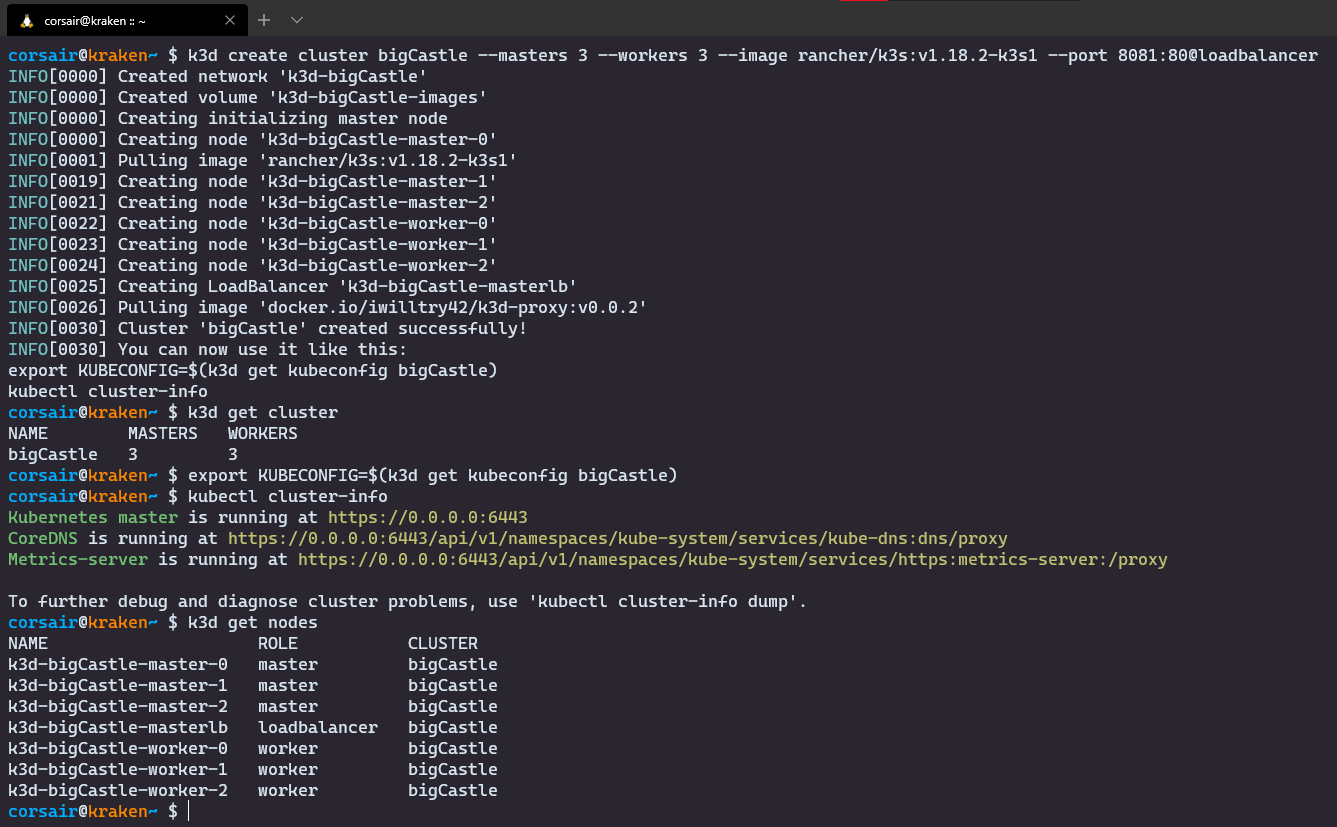 corsair@kraken :: ~
corsair@kraken~ $ k3d create cluster bigCastle --masters 3 --workers 3 --image rancher/k3s:v1.18.2-k3s1 --port 8081:80@loadbalancer
INFO[0000] Created network 'k3d-bigCastle'
INFO[0000] Created volume 'k3d-bigCastle-images'
INFO[0000] Creating initializing master node
INFO[0000] Creating node 'k3d-bigCastle-master-0'
INFO[0001] Pulling image 'rancher/k3s:v1.18.2-k3s1'
INFO[0019] Creating node 'k3d-bigCastle-master-1'
INFO[0021] Creating node 'k3d-bigCastle-master-2'
INFO[0022] Creating node 'k3d-bigCastle-worker-0'
INFO[0023] Creating node 'k3d-bigCastle-worker-1'
INFO[0024] Creating node 'k3d-bigCastle-worker-2'
INFO[0025] Creating LoadBalancer 'k3d-bigCastle-masterlb'
INFO[0026] Pulling image 'docker.io/iwilltry42/k3d-proxy:v0.0.2'
INFO[0030] Cluster 'bigCastle' created successfully!
INFO[0030] You can now use it like this:
export KUBECONFIG=$(k3d get kubeconfig bigCastle)
kubectl cluster-info
corsair@kraken~ $ k3d get cluster
NAME        MASTERS   WORKERS
bigCastle   3         3
corsair@kraken~ $ export KUBECONFIG=$(k3d get kubeconfig bigCastle)
corsair@kraken~ $ kubectl cluster-info
Kubernetes master is running at https://0.0.0.0:6443
CoreDNS is running at https://0.0.0.0:6443/api/v1/namespaces/kube-system/services/kube-dns:dns/proxy
Metrics-server is running at https://0.0.0.0:6443/api/v1/namespaces/kube-system/services/https:metrics-server:/proxy
To further debug and diagnose cluster problems, use 'kubectl cluster-info dump'.
corsair@kraken~ $ k3d get nodes
NAME                     ROLE           CLUSTER
k3d-bigCastle-master-0   master         bigCastle
k3d-bigCastle-master-1   master         bigCastle
k3d-bigCastle-master-2   master         bigCastle
k3d-bigCastle-masterlb   loadbalancer   bigCastle
k3d-bigCastle-worker-0   worker         bigCastle
k3d-bigCastle-worker-1   worker         bigCastle
k3d-bigCastle-worker-2   worker         bigCastle
corsair@kraken~ $